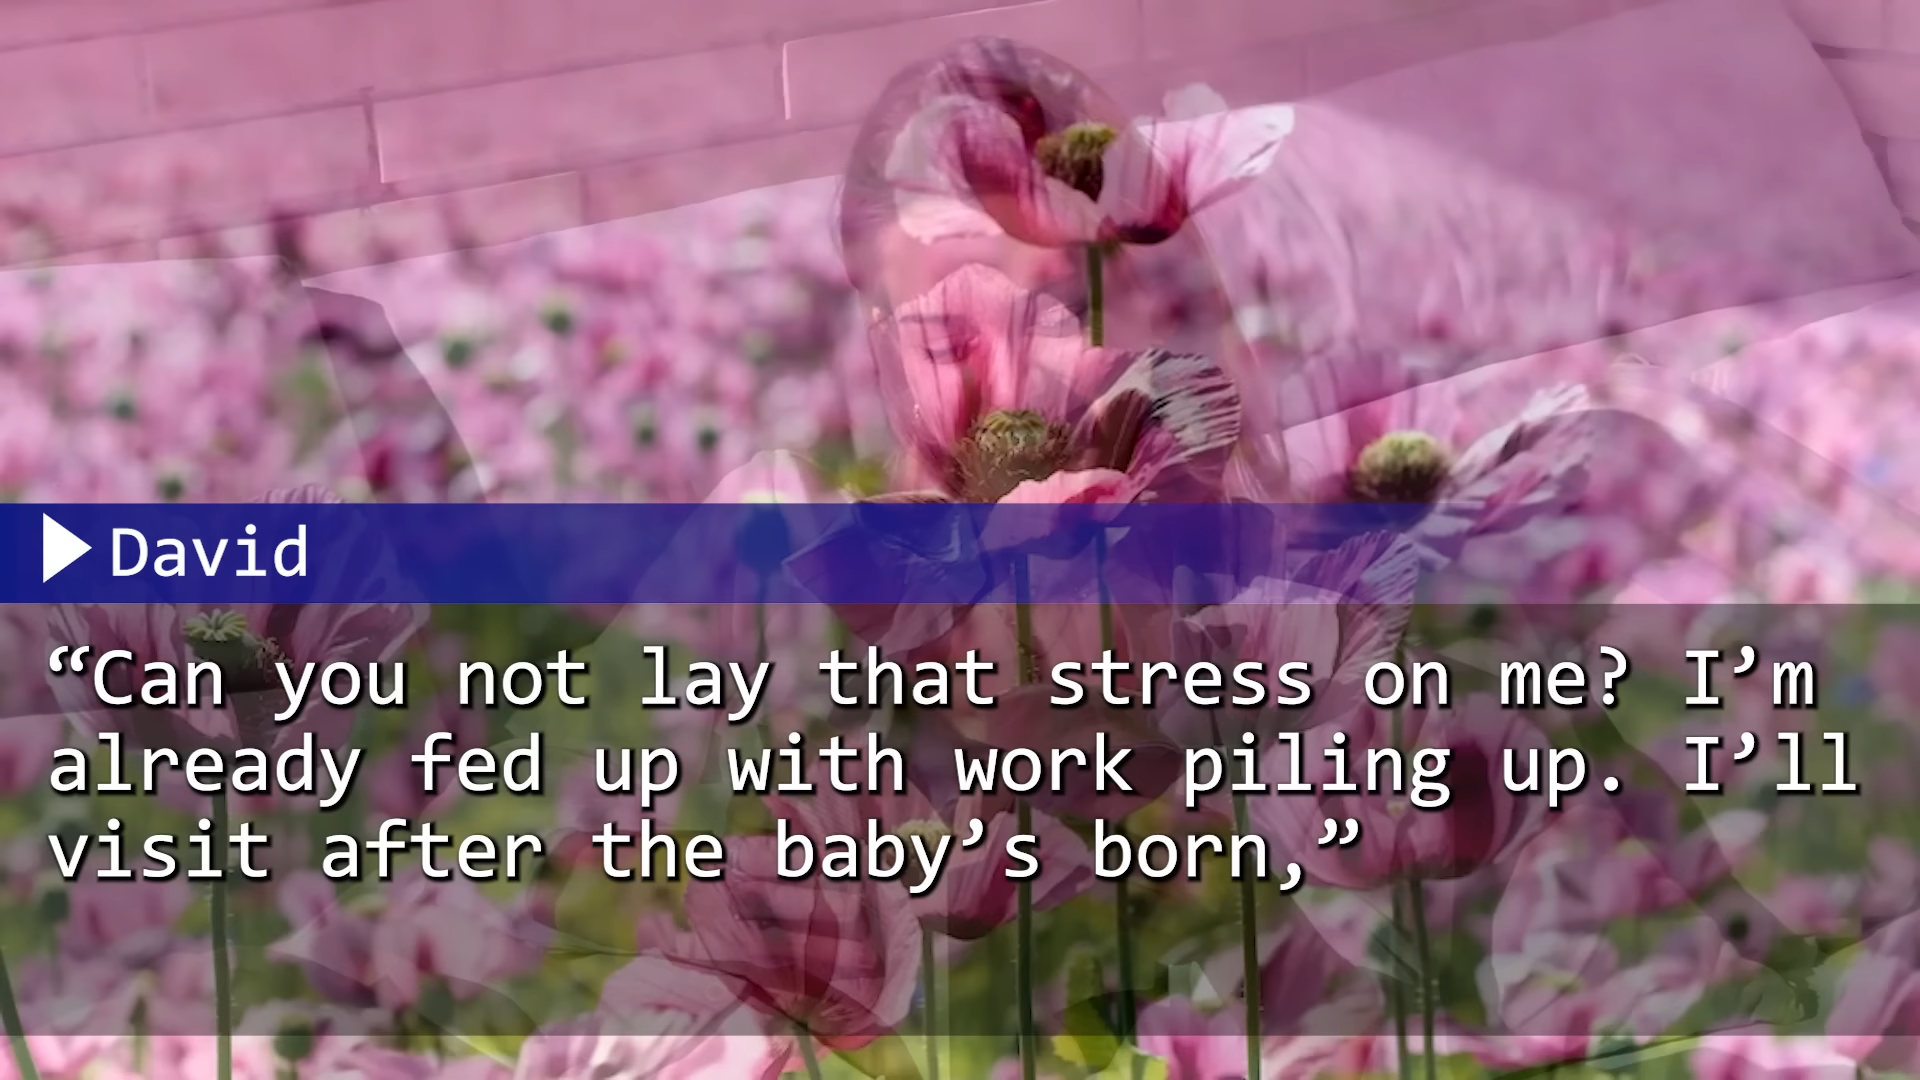 David
“Can you not lay that stress on me? I’m
already fed up with work piling up. I’ll
visit after the baby’s born,”